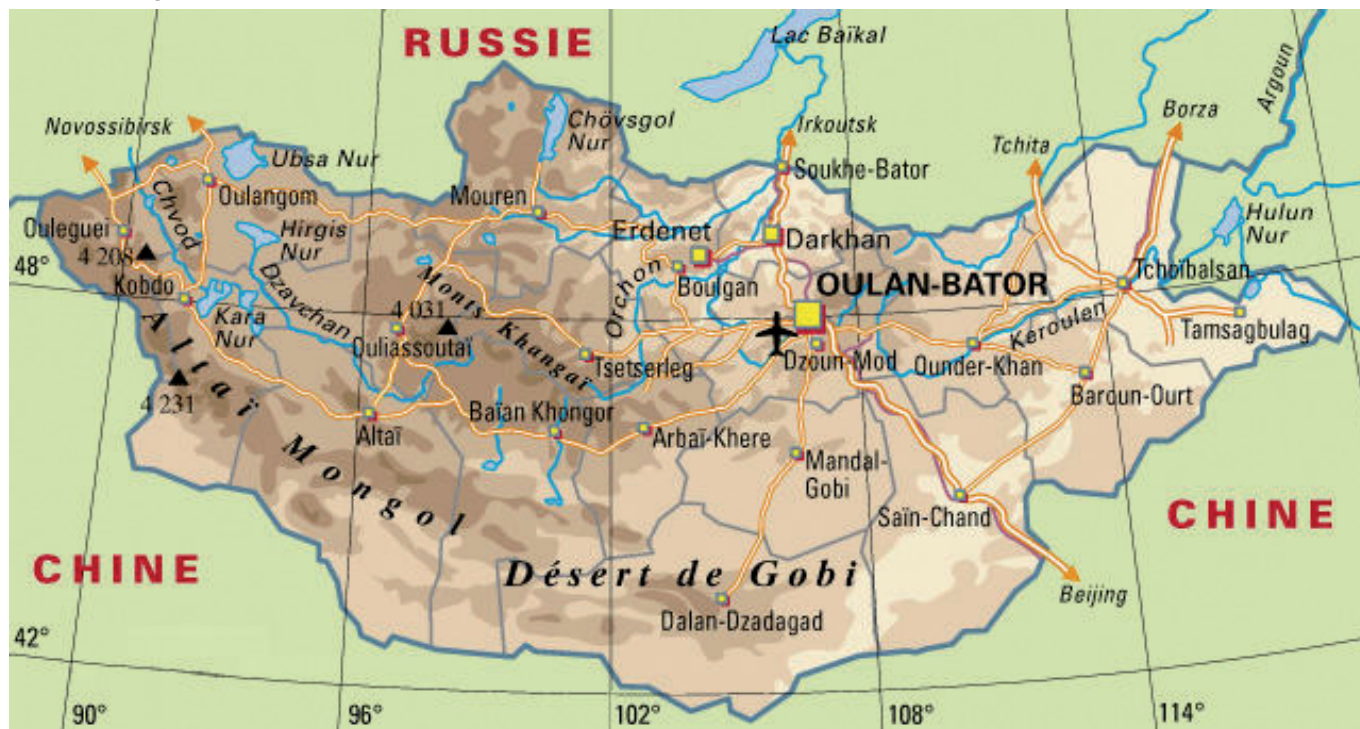 RUSSIE
Lac Baïkal
Argoun
Novossibirsk
Chövsgol
Nur
Irkoutsk
Borza
Tchita
Ubsa Nur
Soukhe-Bator
Oulangom
Mouren
Chvod
Ouleguei
Hirgis
Nur
Erdenet
Darkhan
Hulun
Nur
4 208
48°
Kobdo
Dzavchan
Orchon
Boulgan
OULAN-BATOR
Tchoïbalsan
Kara
Nur
4 031
Monts Khangaï
Keroulen
Tamsagbulag
Ouliassoutaï
Tsetserleg
Dzoun-Mod
Ounder-Khan
4 231
Altaï Mongol
Baroun-Ourt
Altaï
Baïan Khongor
Arbaï-Khere
Mandal-
Gobi
Saïn-Chand
CHINE
CHINE
Désert de Gobi
Beijing
Dalan-Dzadagad
42°
90°
96°
102°
108°
114°